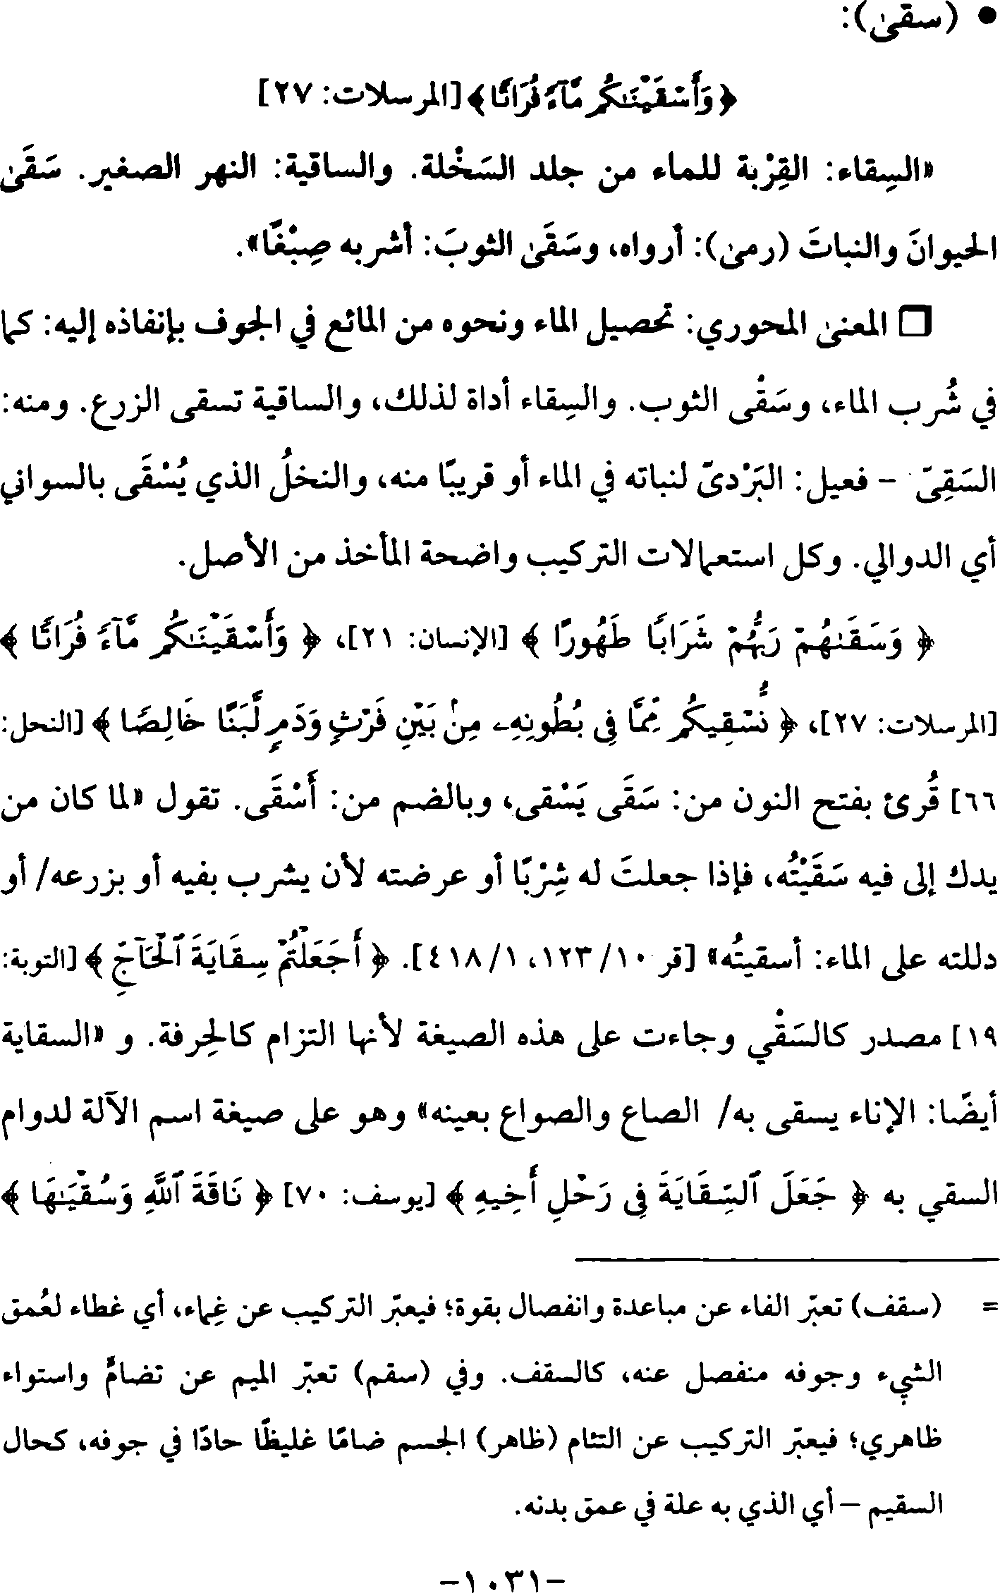 • (سقىٰ):
﴿وَأَسْقَيْنَٰكُم مَّآءً فُرَاتًا﴾ [المرسلات: ٢٧]
«السِقاء: القِرْبة للماء من جلد السَخْلة. والساقية: النهر الصغير. سَقَىٰ
الحيوانَ والنباتَ (رمىٰ): أرواه، وسَقَىٰ الثوبَ: أشربه صِبْغًا».
❏ المعنىٰ المحوري: تحصيل الماء ونحوه من المائع في الجوف بإنفاذه إليه: كما
في شُرب الماء، وسَقْى الثوب. والسِقاء أداة لذلك، والساقية تسقى الزرع. ومنه:
السَقِىّ - فعيل: البَرْدىّ لنباته في الماء أو قريبًا منه، والنخلُ الذي يُسْقَى بالسواني
أي الدوالي. وكل استعمالات التركيب واضحة المأخذ من الأصل.
﴿ وَسَقَىٰهُمْ رَبُّهُمْ شَرَابًا طَهُورًا ﴾ [الإنسان: ٢١]، ﴿ وَأَسْقَيْنَٰكُم مَّآءً فُرَاتًا ﴾
[المرسلات: ٢٧]، ﴿ نُّسْقِيكُم مِّمَّا فِى بُطُونِهِۦ مِنۢ بَيْنِ فَرْثٍ وَدَمٍ لَّبَنًا خَالِصًا ﴾ [النحل:
٦٦] قُرئ بفتح النون من: سَقَى يَسْقى، وبالضم من: أَسْقَى. تقول «لما كان من
يدك إلى فيه سَقَيْتُه، فإذا جعلتَ له شِرْبًا أو عرضته لأن يشرب بفيه أو بزرعه/ أو
دللته على الماء: أسقيتُه» [قر ١٠/ ١٢٣، ١/ ٤١٨]. ﴿ أَجَعَلْتُمْ سِقَايَةَ ٱلْحَآجِّ ﴾ [التوبة:
١٩] مصدر كالسَقْي وجاءت على هذه الصيغة لأنها التزام كالحِرفة. و «السقاية
أيضًا: الإناء يسقى به/ الصاع والصواع بعينه» وهو على صيغة اسم الآلة لدوام
السقي به ﴿ جَعَلَ ٱلسِّقَايَةَ فِى رَحْلِ أَخِيهِ ﴾ [يوسف: ٧٠] ﴿ نَاقَةَ ٱللَّهِ وَسُقْيَٰهَا ﴾
= (سقف) تعبّر الفاء عن مباعدة وانفصال بقوة؛ فيعبّر التركيب عن غِماء، أي غطاء لعُمق
الشيء وجوفه منفصل عنه، كالسقف. وفي (سقم) تعبّر الميم عن تضامٍّ واستواء
ظاهري؛ فيعبّر التركيب عن التئام (ظاهر) الجسم ضامًا غليظًا حادًا في جوفه، كحال
السقيم – أي الذي به علة في عمق بدنه.
-١٠٣١-